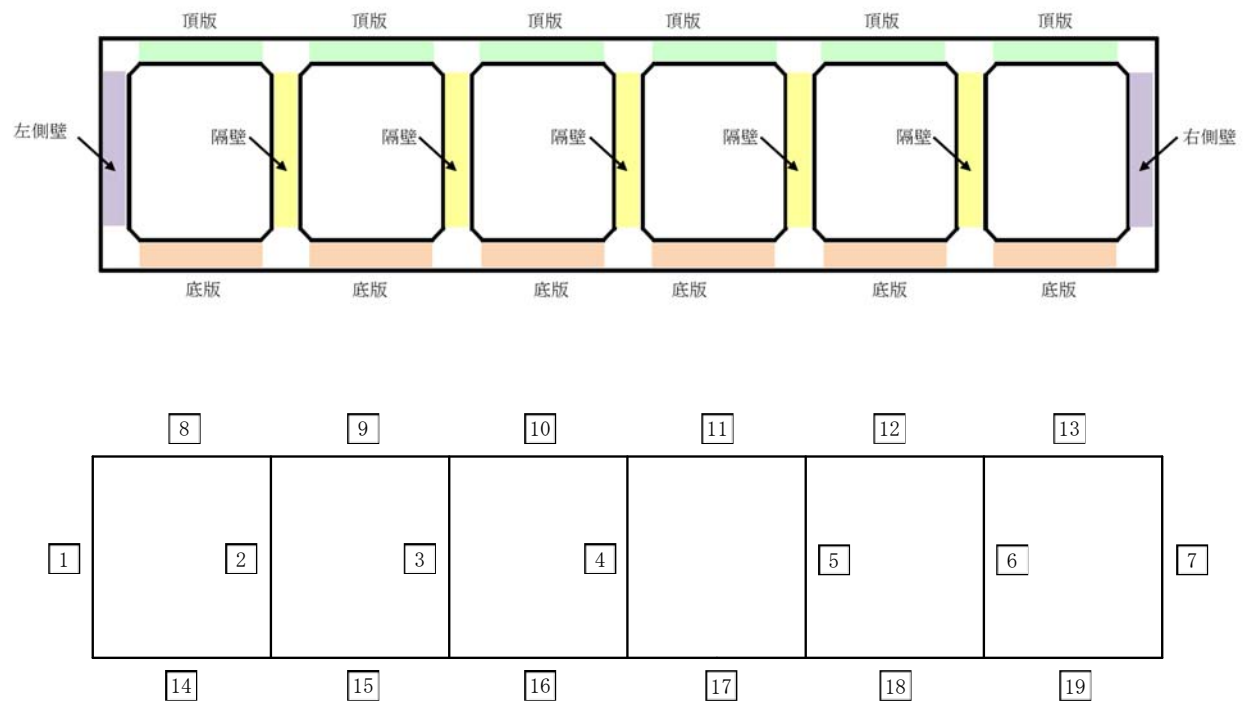 頂版 頂版 頂版 頂版 頂版 頂版
左側壁 隔壁 隔壁 隔壁 隔壁 隔壁 右側壁
底版 底版 底版 底版 底版 底版
8 9 10 11 12 13
1 2 3 4 5 6 7
14 15 16 17 18 19